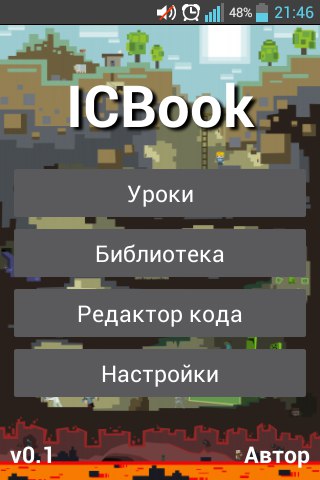 48% 21:46
ICBook
Уроки
Библиотека
Редактор кода
Настройки
v0.1 Автор